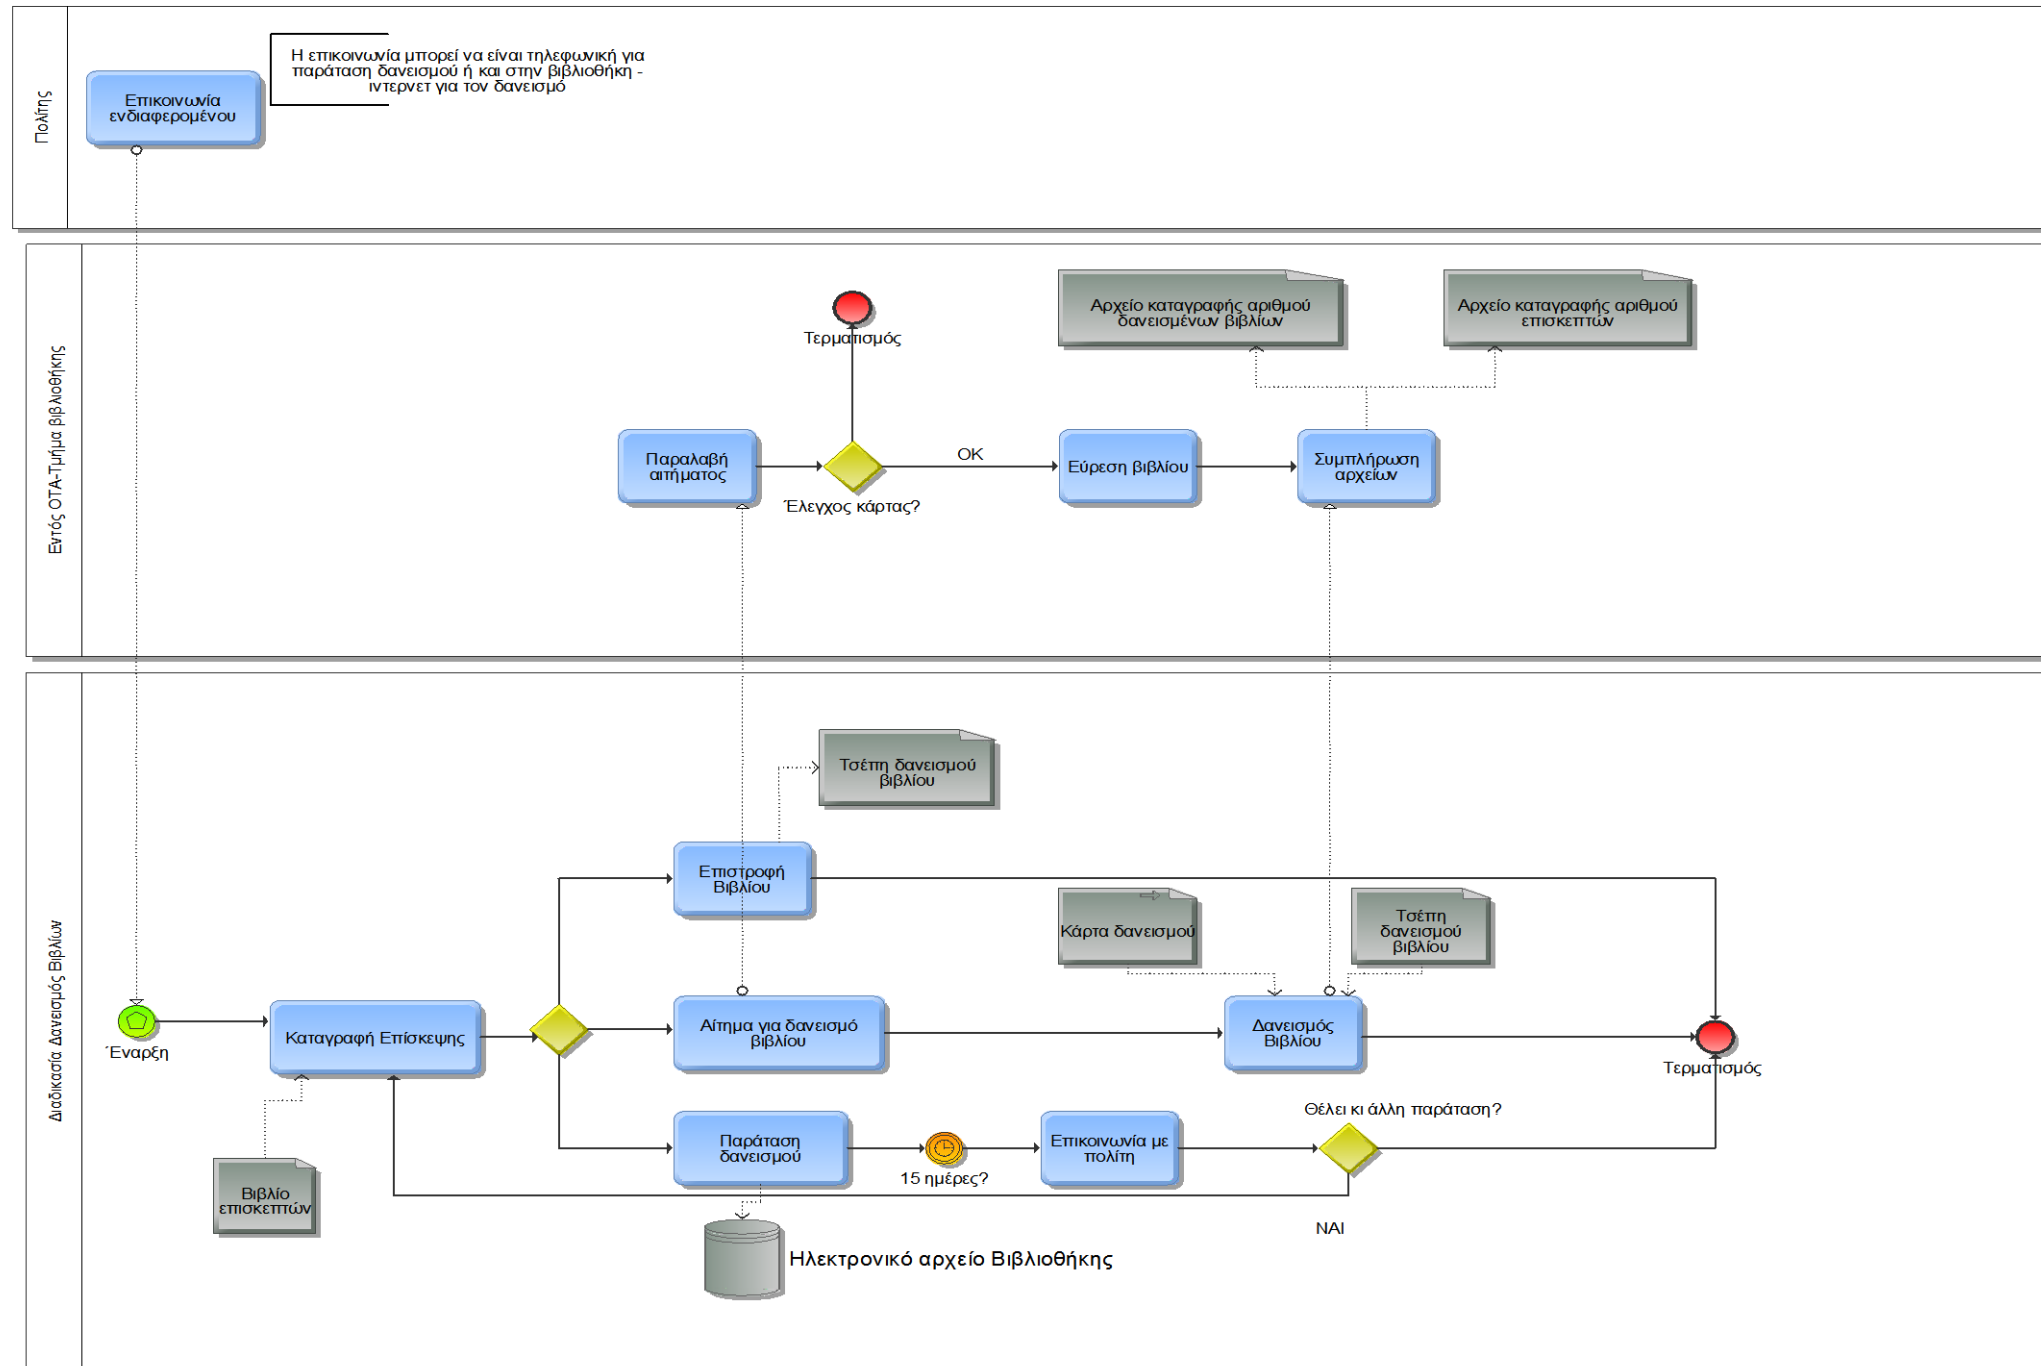 Πολίτης
Επικοινωνία
ενδιαφερομένου
Η επικοινωνία μπορεί να είναι τηλεφωνική για
παράταση δανεισμού ή και στην βιβλιοθήκη -
ιντερνετ για τον δανεισμό
Εντός ΟΤΑ-Τμήμα βιβλιοθήκης
Τερματισμός
Αρχείο καταγραφής αριθμού
δανεισμένων βιβλίων
Αρχείο καταγραφής αριθμού
επισκεπτών
Παραλαβή
αιτήματος
Έλεγχος κάρτας?
OK
Εύρεση βιβλίου
Συμπλήρωση
αρχείων
Διαδικασία Δανεισμός Βιβλίων
Τσέπη δανεισμού
βιβλίου
Επιστροφή
Βιβλίου
Κάρτα δανεισμού
Τσέπη
δανεισμού
βιβλίου
Έναρξη
Καταγραφή Επίσκεψης
Αίτημα για δανεισμό
βιβλίου
Δανεισμός
Βιβλίου
Τερματισμός
Θέλει κι άλλη παράταση?
Παράταση
δανεισμού
15 ημέρες?
Επικοινωνία με
πολίτη
Βιβλίο
επισκεπτών
ΝΑΙ
Ηλεκτρονικό αρχείο Βιβλιοθήκης